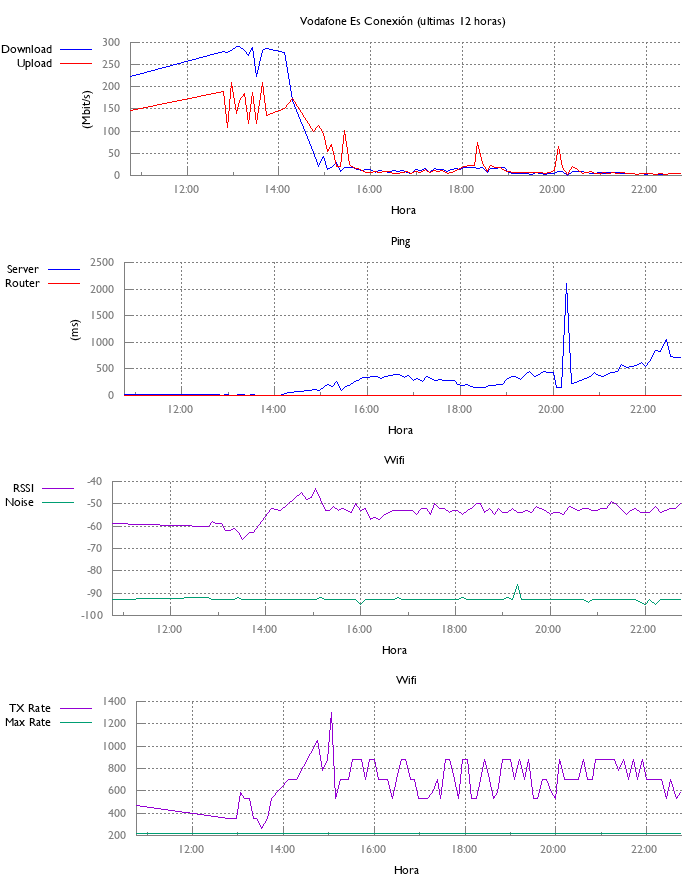 Vodafone Es Conexión (ultimas 12 horas)
Download
Upload
300
250
200
150
100
50
0
(Mbit/s)
12:00 14:00 16:00 18:00 20:00 22:00
Hora
Ping
Server
Router
2500
2000
1500
1000
500
0
(ms)
12:00 14:00 16:00 18:00 20:00 22:00
Hora
Wifi
RSSI
Noise
-40
-50
-60
-70
-80
-90
-100
12:00 14:00 16:00 18:00 20:00 22:00
Hora
Wifi
TX Rate
Max Rate
1400
1200
1000
800
600
400
200
12:00 14:00 16:00 18:00 20:00 22:00
Hora